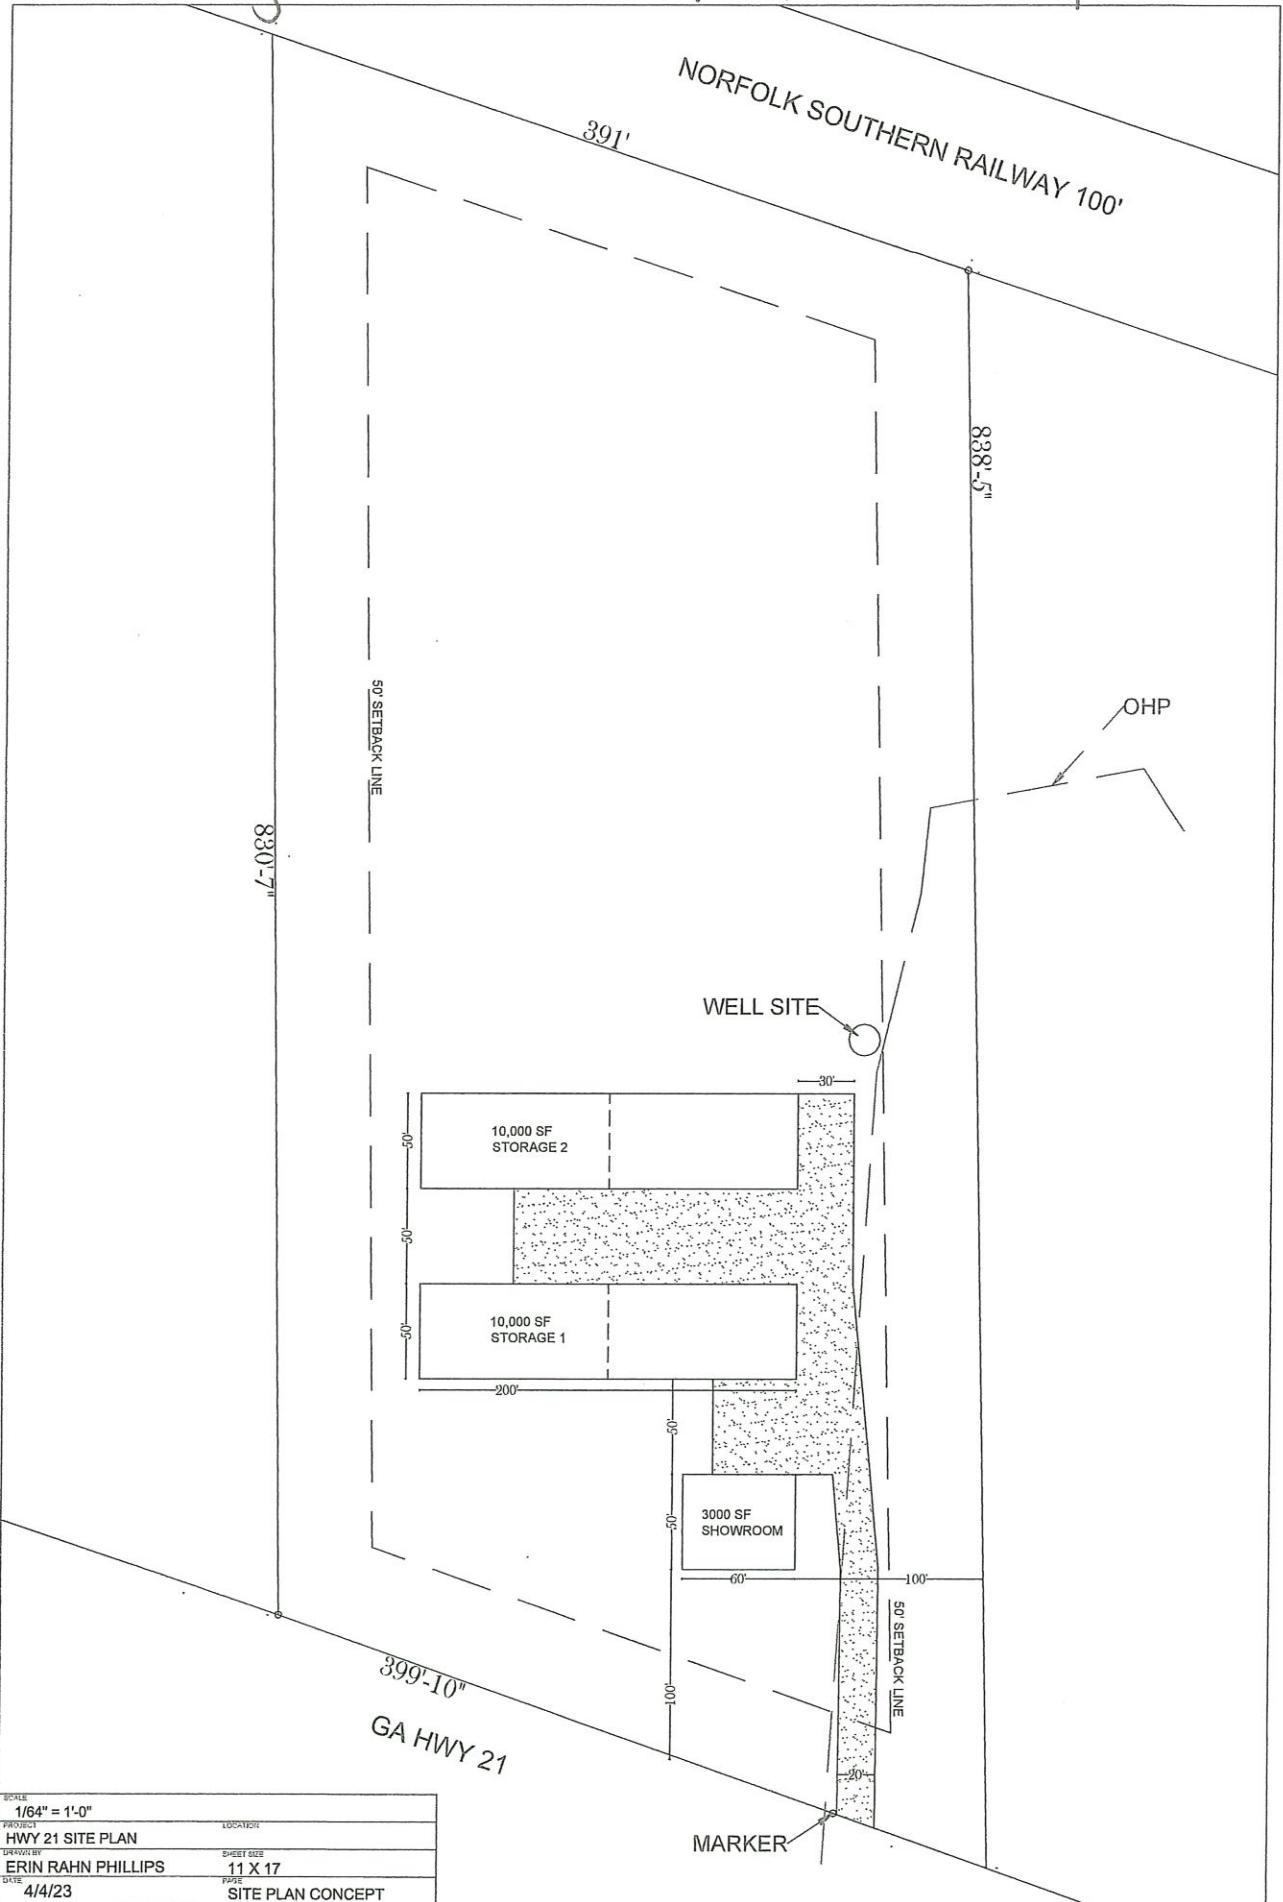 NORFOLK SOUTHERN RAILWAY 100'
391'
838'-5"
50' SETBACK LINE
OHP
830'-7"
WELL SITE
30'
50'
10,000 SF
STORAGE 2
50'
50'
10,000 SF
STORAGE 1
200'
50'
50'
3000 SF
SHOWROOM
60'
100'
50' SETBACK LINE
399'-10"
100'
GA HWY 21
20'
MARKER
SCALE
1/64" = 1'-0"
PROJECT
LOCATION
HWY 21 SITE PLAN
DRAWN BY
SHEET SIZE
ERIN RAHN PHILLIPS
11 X 17
DATE
PAGE
4/4/23
SITE PLAN CONCEPT